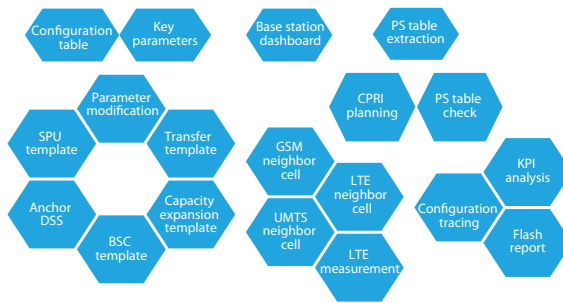 Configuration
table
Key
parameters
Base station
dashboard
PS table
extraction
Parameter
modification
SPU
template
Transfer
template
Anchor
DSS
Capacity
expansion
template
BSC
template
CPRI
planning
PS table
check
GSM
neighbor
cell
LTE
neighbor
cell
UMTS
neighbor
cell
LTE
measurement
KPI
analysis
Configuration
tracing
Flash
report